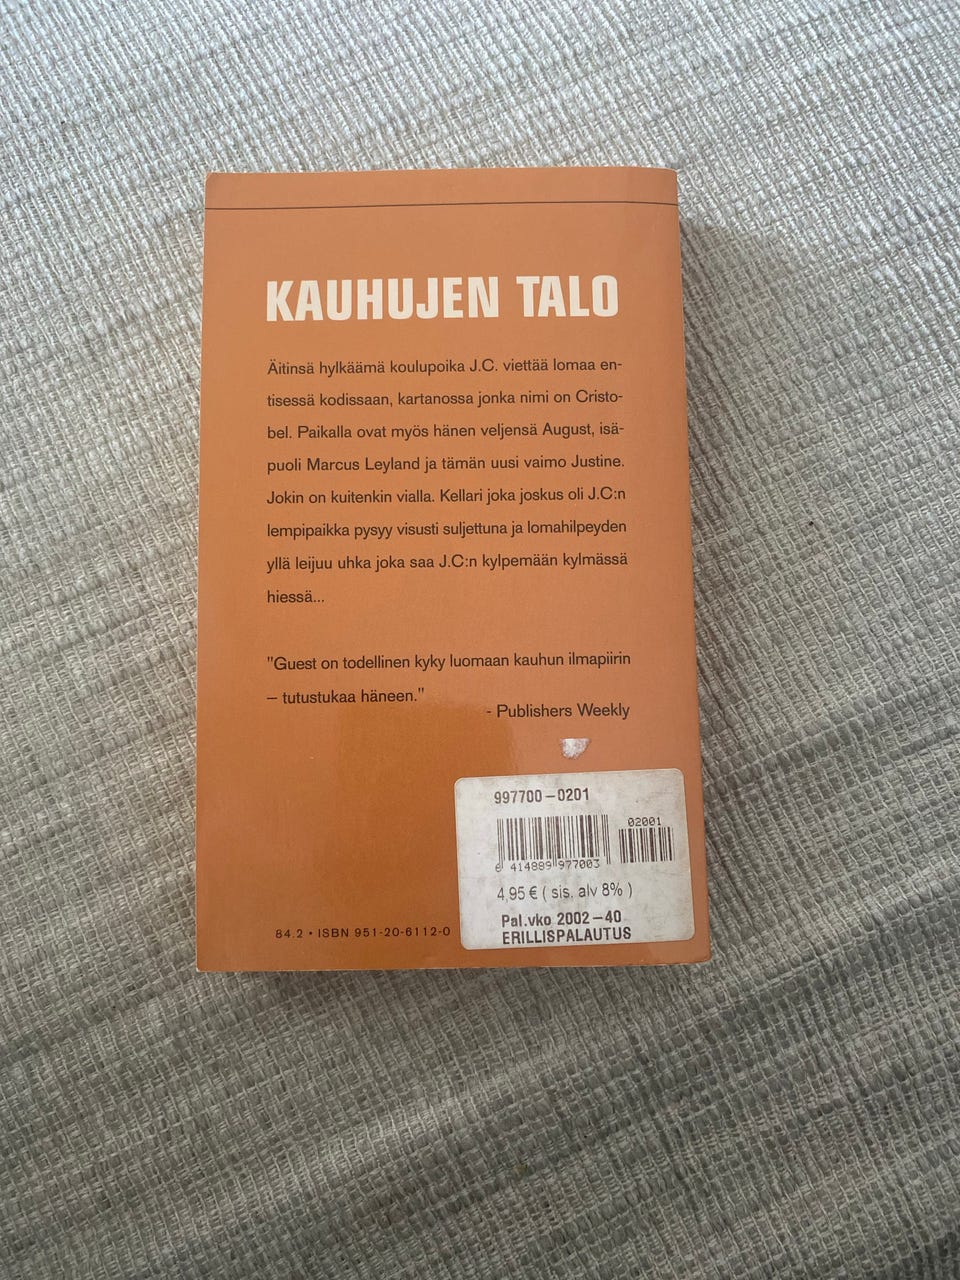 KAUHUJEN TALO
Äitinsä hylkäämä koulupoika J.C. viettää lomaa en-
tisessä kodissaan, kartanossa jonka nimi on Cristo-
bel. Paikalla ovat myös hänen veljensä August, isä-
puoli Marcus Leyland ja tämän uusi vaimo Justine.
Jokin on kuitenkin vialla. Kellari joka joskus oli J.C:n
lempipaikka pysyy visusti suljettuna ja lomahilpeyden
yllä leijuu uhka joka saa J.C:n kylpemään kylmässä
hiessä...
"Guest on todellinen kyky luomaan kauhun ilmapiirin
– tutustukaa häneen."
- Publishers Weekly
997700–0201
02001
6 414889 977003
4,95 € ( sis. alv 8% )
Pal.vko 2002–40
ERILLISPALAUTUS
84.2 • ISBN 951-20-6112-0